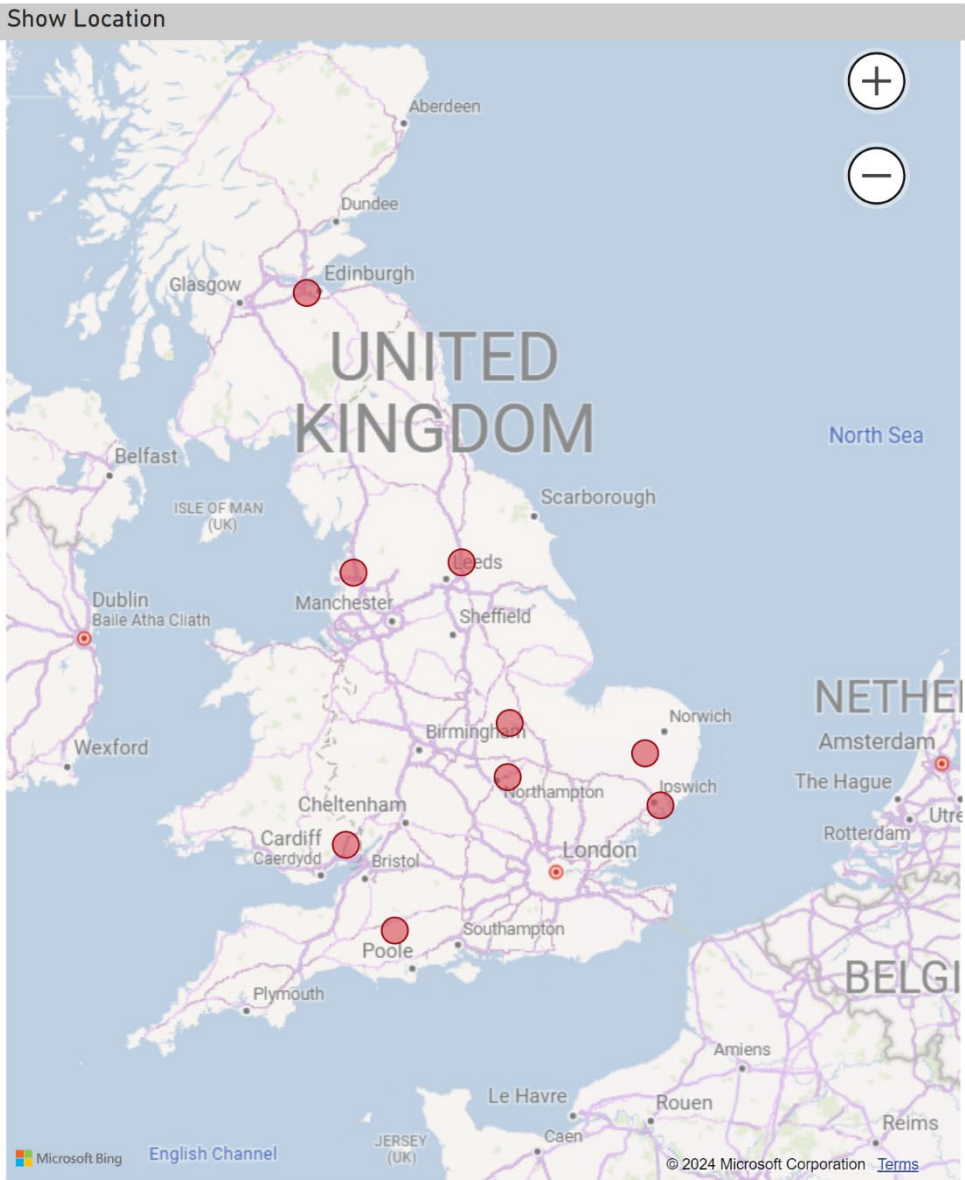 Show Location
Aberdeen
Dundee
Edinburgh
Glasgow
UNITED
KINGDOM
North Sea
Belfast
ISLE OF MAN
(UK)
Scarborough
Leeds
Dublin
Baile Atha Cliath
Manchester
Sheffield
NETHE
Norwich
Birmingham
Amsterdam
Wexford
The Hague
Ipswich
Northampton
Cheltenham
Utre
Rotterdam
Cardiff
Caerdydd
London
Bristol
Southampton
Poole
BELGI
Plymouth
Amiens
Le Havre
Rouen
Reims
Caen
JERSEY
(UK)
English Channel
Microsoft Bing
© 2024 Microsoft Corporation Terms